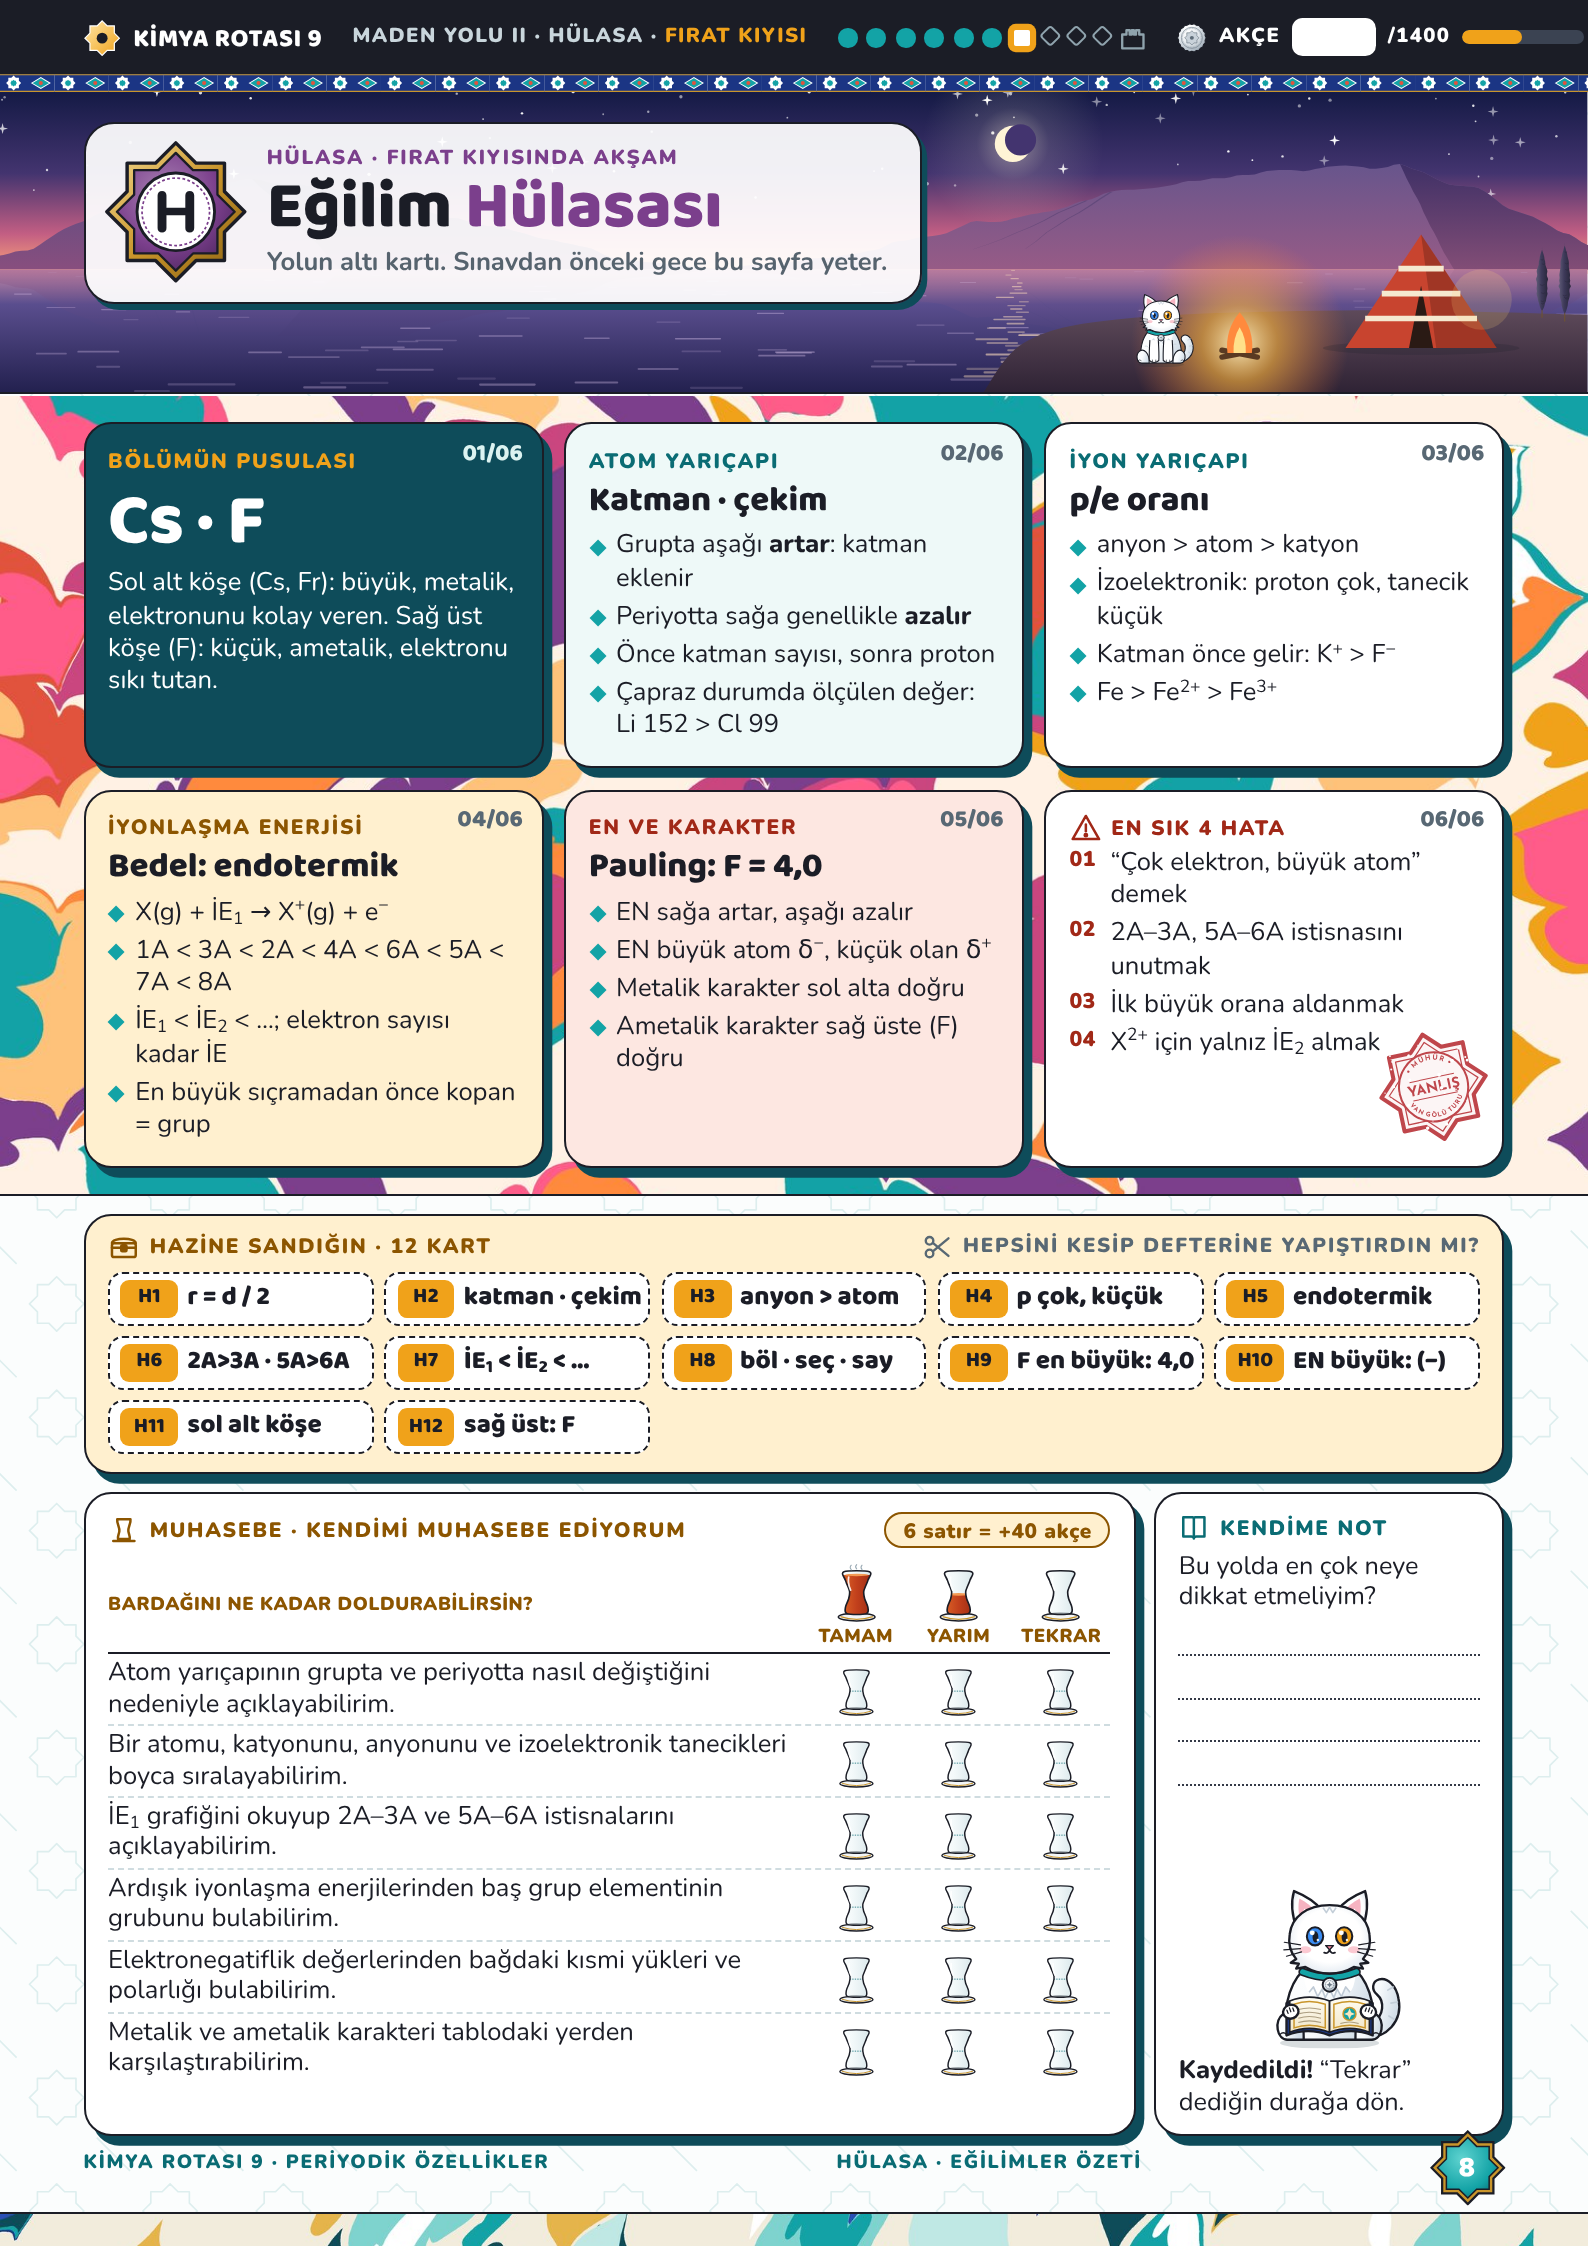 KİMYA ROTASI 9
MADEN YOLU II · HÜLASA · FIRAT KIYISI
AKÇE /1400
HÜLASA · FIRAT KIYISINDA AKŞAM
H
Eğilim Hülasası
Yolun altı kartı. Sınavdan önceki gece bu sayfa yeter.
BÖLÜMÜN PUSULASI 01/06
Cs · F
Sol alt köşe (Cs, Fr): büyük, metalik,
elektronunu kolay veren. Sağ üst
köşe (F): küçük, ametalik, elektronu
sıkı tutan.
ATOM YARIÇAPI 02/06
Katman · çekim
Grupta aşağı artar: katman
eklenir
Periyotta sağa genellikle azalır
Önce katman sayısı, sonra proton
Çapraz durumda ölçülen değer:
Li 152 > Cl 99
İYON YARIÇAPI 03/06
p/e oranı
anyon > atom > katyon
İzoelektronik: proton çok, tanecik
küçük
Katman önce gelir: K⁺ > F⁻
Fe > Fe²⁺ > Fe³⁺
İYONLAŞMA ENERJİSİ 04/06
Bedel: endotermik
X(g) + İE₁ → X⁺(g) + e⁻
1A < 3A < 2A < 4A < 6A < 5A <
7A < 8A
İE₁ < İE₂ < ...; elektron sayısı
kadar İE
En büyük sıçramadan önce kopan
= grup
EN VE KARAKTER 05/06
Pauling: F = 4,0
EN sağa artar, aşağı azalır
EN büyük atom δ⁻, küçük olan δ⁺
Metalik karakter sol alta doğru
Ametalik karakter sağ üste (F)
doğru
EN SIK 4 HATA 06/06
01 “Çok elektron, büyük atom”
demek
02 2A–3A, 5A–6A istisnasını
unutmak
03 İlk büyük orana aldanmak
04 X²⁺ için yalnız İE₂ almak
MÜHÜR
YANLIŞ
VAN GÖLÜ TURU
HAZİNE SANDIĞIN · 12 KART
HEPSİNİ KESİP DEFTERİNE YAPIŞTIRDIN MI?
H1 r = d / 2
H2 katman · çekim
H3 anyon > atom
H4 p çok, küçük
H5 endotermik
H6 2A>3A · 5A>6A
H7 İE₁ < İE₂ < ...
H8 böl · seç · say
H9 F en büyük: 4,0
H10 EN büyük: (–)
H11 sol alt köşe
H12 sağ üst: F
MUHASEBE · KENDİMİ MUHASEBE EDİYORUM
6 satır = +40 akçe
BARDAĞINI NE KADAR DOLDURABİLİRSİN?
TAMAM YARIM TEKRAR
Atom yarıçapının grupta ve periyotta nasıl değiştiğini
nedeniyle açıklayabilirim.
Bir atomu, katyonunu, anyonunu ve izoelektronik tanecikleri
boyca sıralayabilirim.
İE₁ grafiğini okuyup 2A–3A ve 5A–6A istisnalarını
açıklayabilirim.
Ardışık iyonlaşma enerjilerinden baş grup elementinin
grubunu bulabilirim.
Elektronegatiflik değerlerinden bağdaki kısmi yükleri ve
polarlığı bulabilirim.
Metalik ve ametalik karakteri tablodaki yerden
karşılaştırabilirim.
KENDİME NOT
Bu yolda en çok neye
dikkat etmeliyim?
Kaydedildi! “Tekrar”
dediğin durağa dön.
KİMYA ROTASI 9 · PERİYODİK ÖZELLİKLER
HÜLASA · EĞİLİMLER ÖZETİ
8